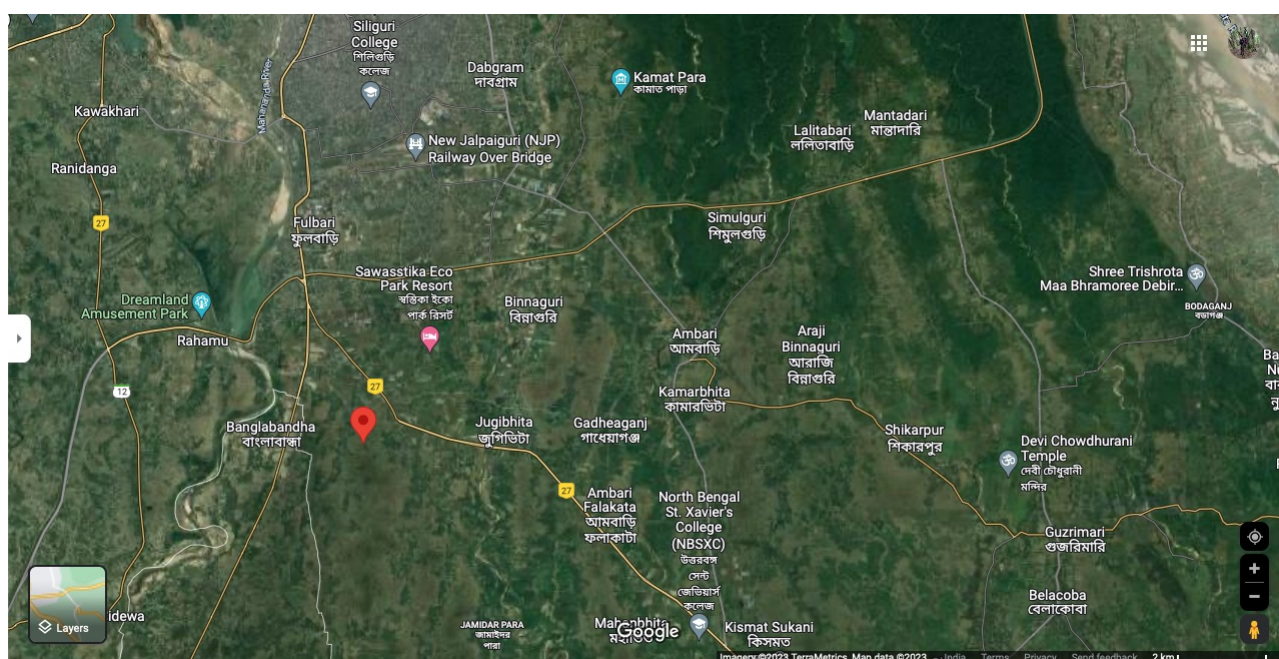 Siliguri
College
শিলিগুড়ি
কলেজ
Dabgram
দাবগ্রাম
Kamat Para
কামাত পাড়া
Kawakhari
Mahananda River
Mantadari
মান্তাদারি
Lalitabari
ললিতাবাড়ি
New Jalpaiguri (NJP)
Railway Over Bridge
Ranidanga
27
Fulbari
ফুলবাড়ি
Simulguri
শিমুলগুড়ি
Sawasstika Eco
Park Resort
স্বস্তিকা ইকো
পার্ক রিসর্ট
Shree Trishrota
Maa Bhramoree Debir...
BODAGANJ
বডাগঞ্জ
Dreamland
Amusement Park
Binnaguri
বিন্নাগুরি
Rahamu
Ambari
আমবাড়ি
Araji
Binnaguri
আরাজি
বিন্নাগুরি
12
27
Kamarbhita
কামারভিটা
Banglabandha
বাংলাবান্ধা
Jugibhita
জুগিভিটা
Gadheaganj
গাধেয়াগঞ্জ
Shikarpur
শিকারপুর
Devi Chowdhurani
Temple
দেবী চৌধুরানী
মন্দির
27
Ambari
Falakata
আমবাড়ি
ফলাকাটা
North Bengal
St. Xavier's
College
(NBSXC)
উত্তরবঙ্গ
সেন্ট
জেভিয়ার্স
কলেজ
Guzrimari
গুজরিমারি
Belacoba
বেলাকোবা
Layers
idewa
JAMIDAR PARA
জামাইদর
পারা
Google
Kismat Sukani
কিসমত
Imagery ©2023 TerraMetrics, Map data ©2023
India
Terms
Privacy
Send feedback
2 km